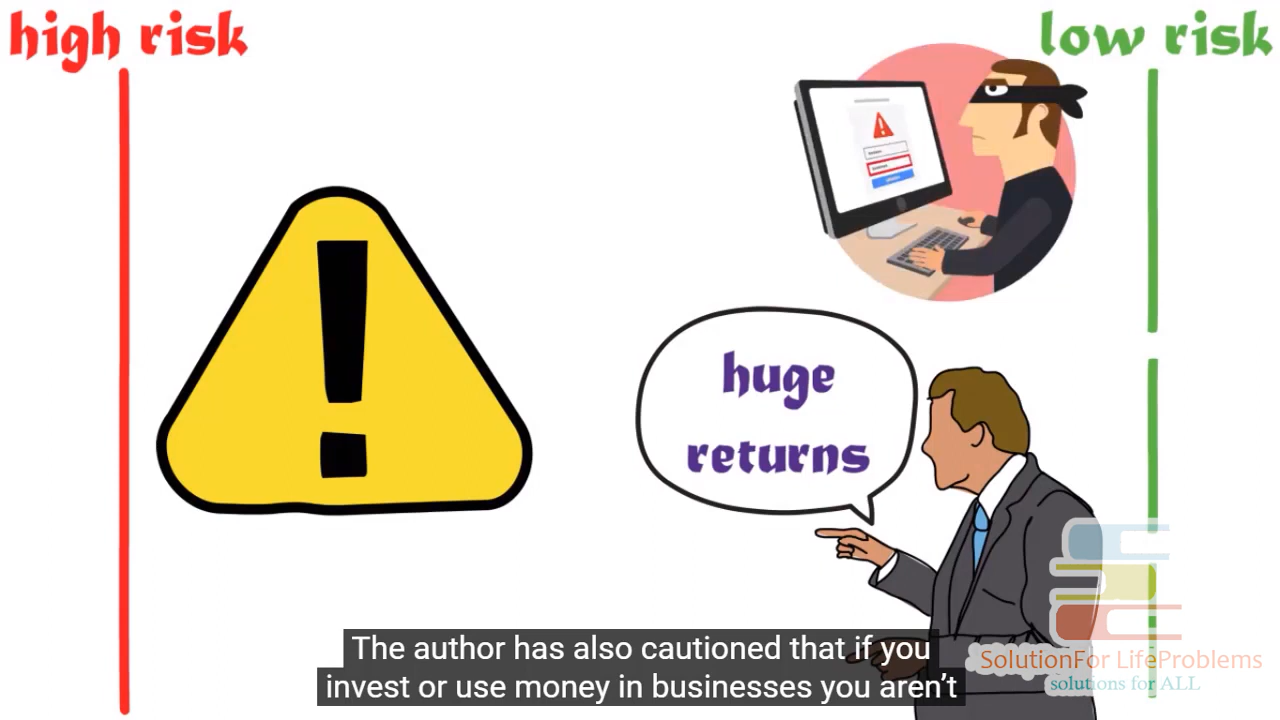 high risk
low risk
huge
returns
The author has also cautioned that if you
invest or use money in businesses you aren’t
SolutionFor LifeProblems
solutions for ALL